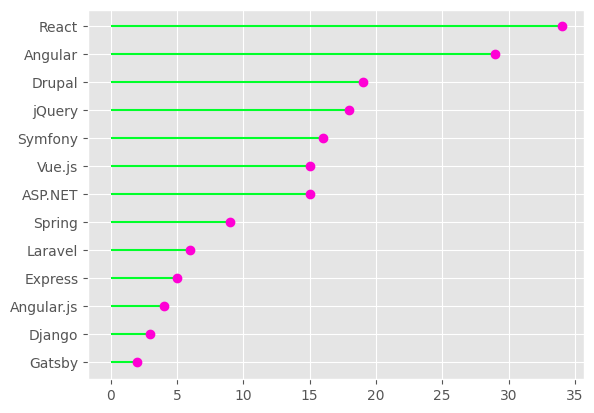 React
Angular
Drupal
jQuery
Symfony
Vue.js
ASP.NET
Spring
Laravel
Express
Angular.js
Django
Gatsby
0 5 10 15 20 25 30 35